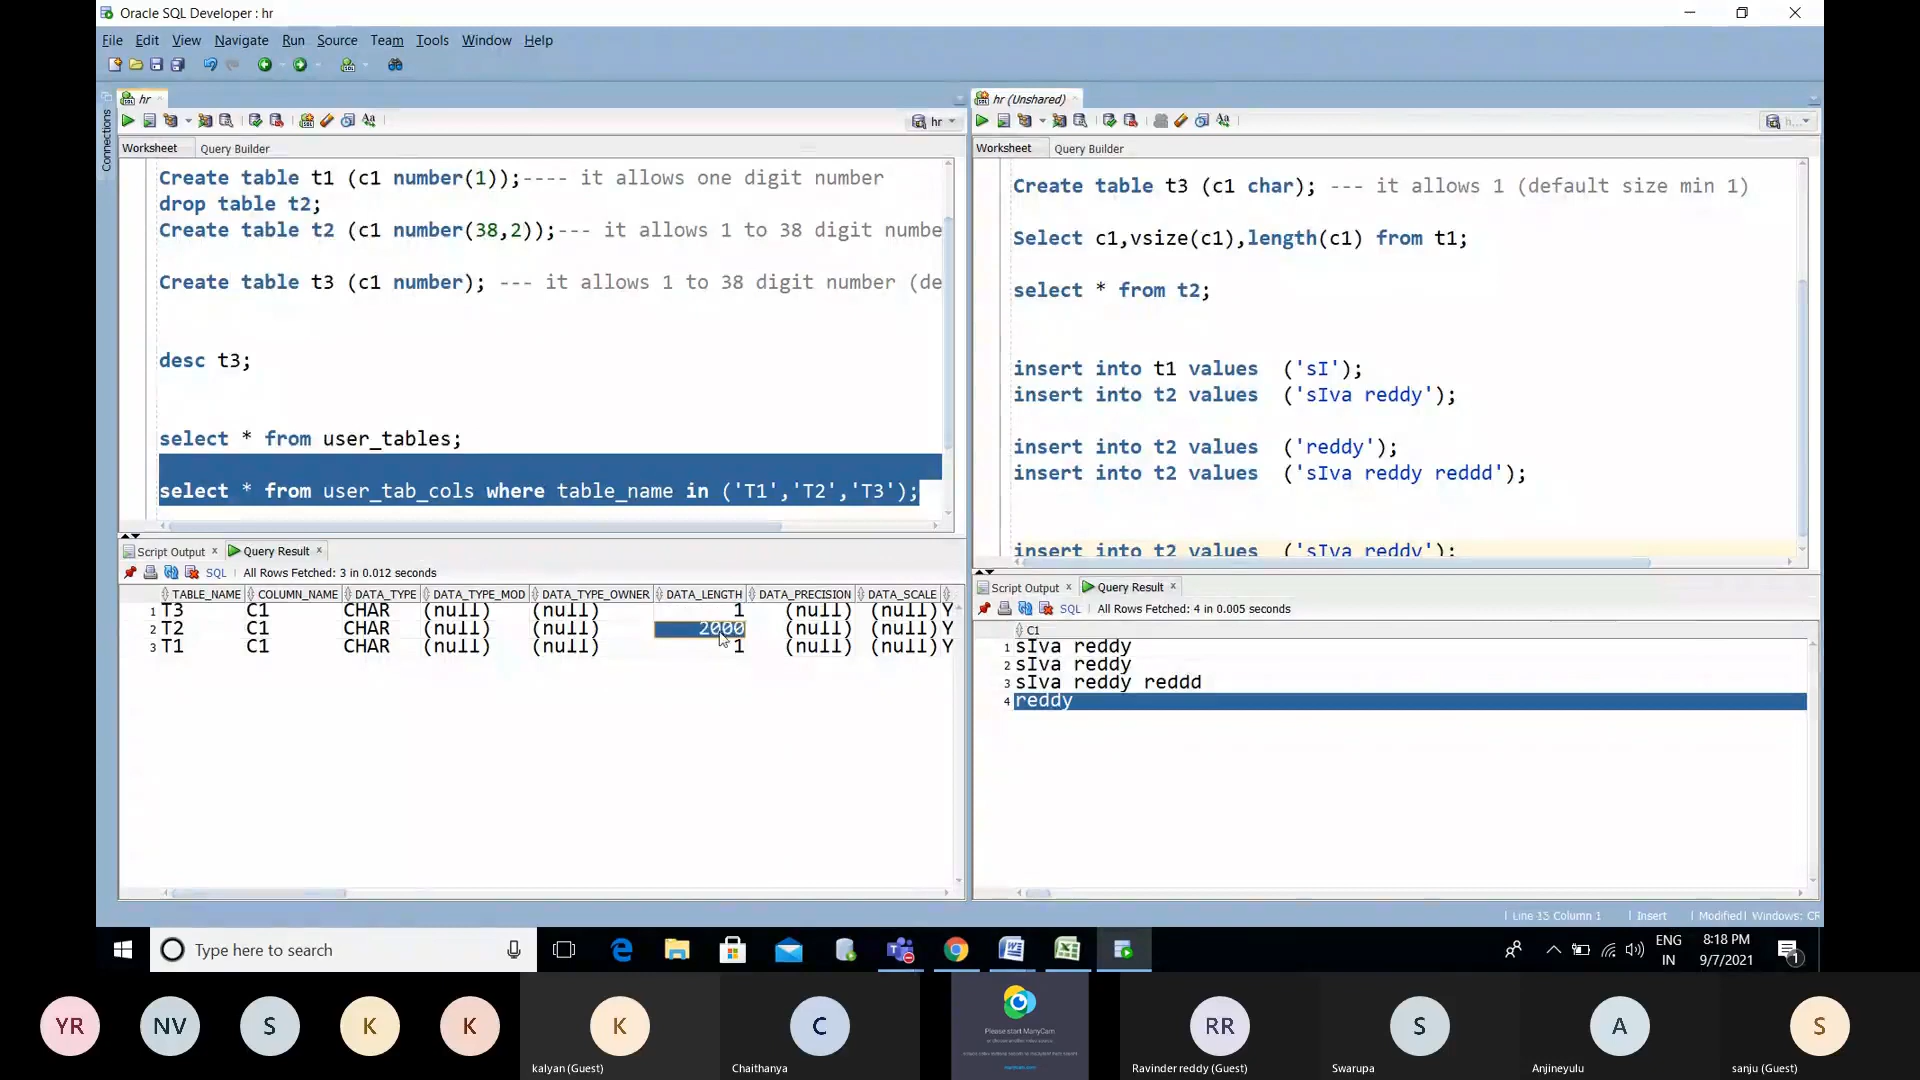 Oracle SQL Developer : hr
File Edit View Navigate Run Source Team Tools Window Help
Connections
hr
hr
Worksheet Query Builder
Create table t1 (c1 number(1));---- it allows one digit number
drop table t2;
Create table t2 (c1 number(38,2));--- it allows 1 to 38 digit numbe
Create table t3 (c1 number); --- it allows 1 to 38 digit number (de
desc t3;
select * from user_tables;
select * from user_tab_cols where table_name in ('T1','T2','T3');
Script Output Query Result
SQL All Rows Fetched: 3 in 0.012 seconds
TABLE_NAME COLUMN_NAME DATA_TYPE DATA_TYPE_MOD DATA_TYPE_OWNER DATA_LENGTH DATA_PRECISION DATA_SCALE
1 T3 C1 CHAR (null) (null) 1 (null) (null) Y
2 T2 C1 CHAR (null) (null) 2000 (null) (null) Y
3 T1 C1 CHAR (null) (null) 1 (null) (null) Y
hr (Unshared)
Worksheet Query Builder
Create table t3 (c1 char); --- it allows 1 (default size min 1)
Select c1,vsize(c1),length(c1) from t1;
select * from t2;
insert into t1 values ('sI');
insert into t2 values ('sIva reddy');
insert into t2 values ('reddy');
insert into t2 values ('sIva reddy reddd');
insert into t2 values ('sIva reddy');
Script Output Query Result
SQL All Rows Fetched: 4 in 0.005 seconds
C1
1 sIva reddy
2 sIva reddy
3 sIva reddy reddd
4 reddy
Line 15 Column 1 Insert Modified Windows: CR
Type here to search
ENG
IN
8:18 PM
9/7/2021
1
YR NV S K K K C RR S A S
Please start ManyCam
kalyan (Guest) Chaithanya Ravinder reddy (Guest) Swarupa Anjineyulu sanju (Guest)